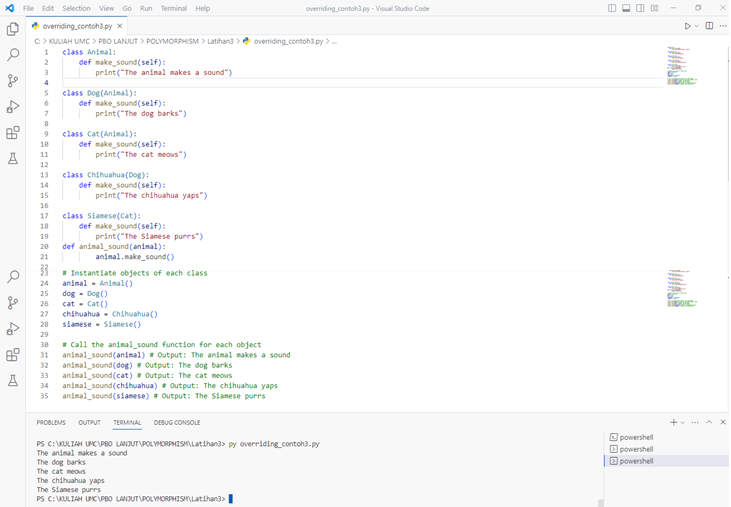 File Edit Selection View Go Run Terminal Help overriding_contoh3.py - Visual Studio Code
overriding_contoh3.py ×
C: > KULIAH UMC > PBO LANJUT > POLYMORPHISM > Latihan3 > overriding_contoh3.py > ...
1 class Animal:
2     def make_sound(self):
3         print("The animal makes a sound")
4
5 class Dog(Animal):
6     def make_sound(self):
7         print("The dog barks")
8
9 class Cat(Animal):
10     def make_sound(self):
11         print("The cat meows")
12
13 class Chihuahua(Dog):
14     def make_sound(self):
15         print("The chihuahua yaps")
16
17 class Siamese(Cat):
18     def make_sound(self):
19         print("The Siamese purrs")
20 def animal_sound(animal):
21         animal.make_sound()
22
23 # Instantiate objects of each class
24 animal = Animal()
25 dog = Dog()
26 cat = Cat()
27 chihuahua = Chihuahua()
28 siamese = Siamese()
29
30 # Call the animal_sound function for each object
31 animal_sound(animal) # Output: The animal makes a sound
32 animal_sound(dog) # Output: The dog barks
33 animal_sound(cat) # Output: The cat meows
34 animal_sound(chihuahua) # Output: The chihuahua yaps
35 animal_sound(siamese) # Output: The Siamese purrs
PROBLEMS OUTPUT TERMINAL DEBUG CONSOLE
PS C:\KULIAH UMC\PBO LANJUT\POLYMORPHISM\Latihan3> py overriding_contoh3.py
The animal makes a sound
The dog barks
The cat meows
The chihuahua yaps
The Siamese purrs
PS C:\KULIAH UMC\PBO LANJUT\POLYMORPHISM\Latihan3>
powershell
powershell
powershell